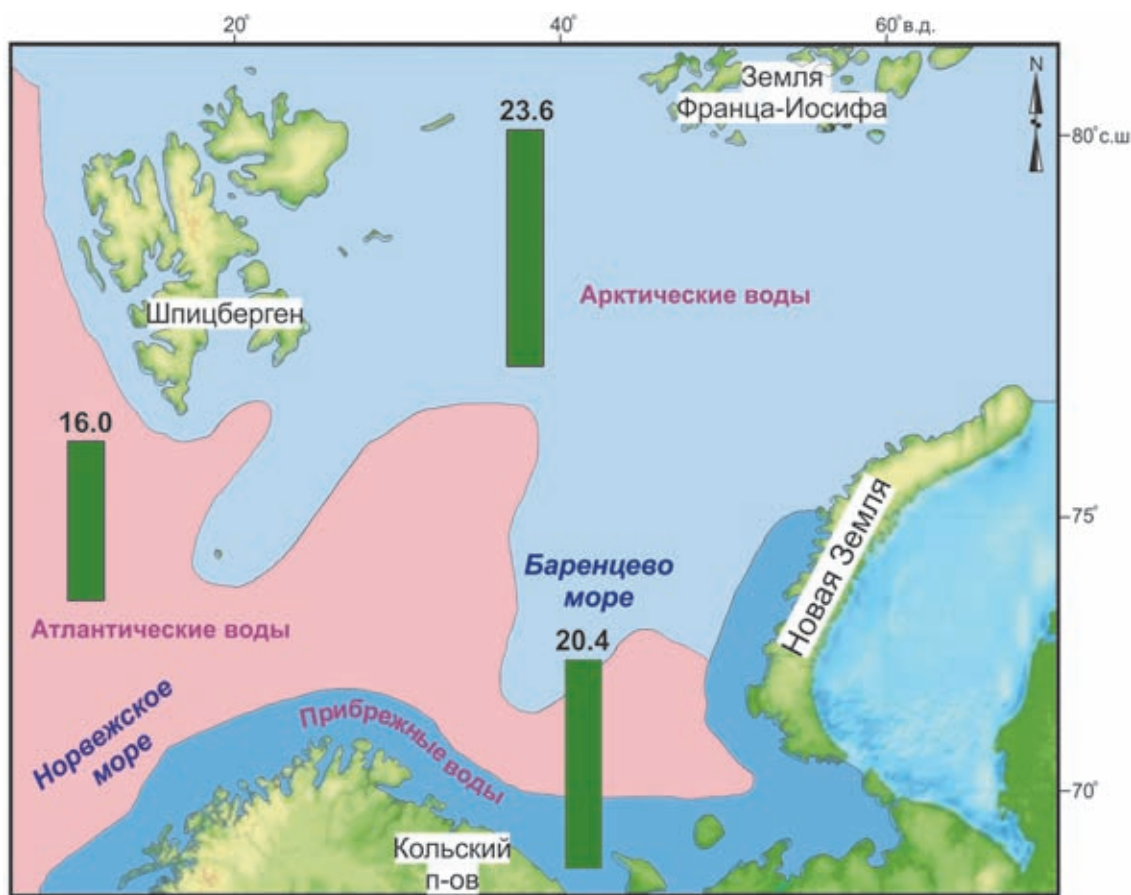 20°
40°
60°в.д.
N
Земля
Франца-Иосифа
23.6
80°с.ш
Арктические воды
Шпицберген
16.0
75°
Баренцево
море
Новая Земля
20.4
Атлантические воды
Норвежское
море
Прибрежные воды
70°
Кольский
п-ов